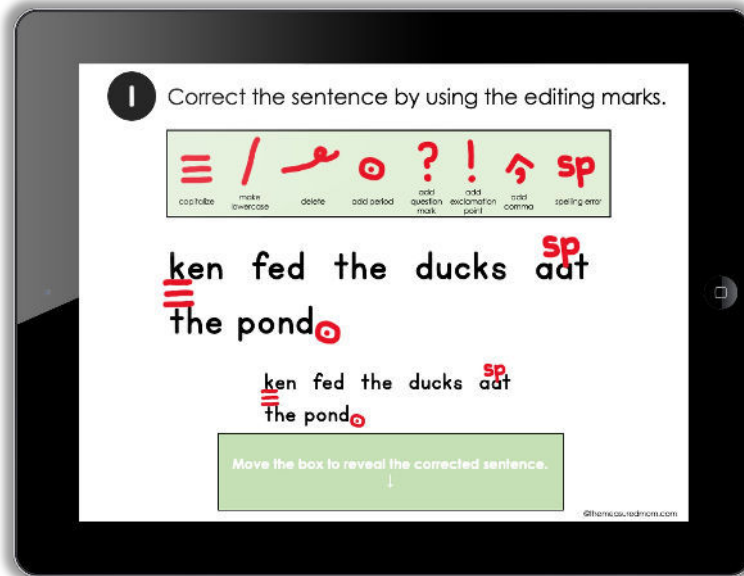 1 Correct the sentence by using the editing marks.
capitalize make lowercase delete add period add question mark add exclamation point add comma sp spelling error
sp
ken fed the ducks aat
the pond
sp
ken fed the ducks aat
the pond
Move the box to reveal the corrected sentence.
↓
©themeasuredmom.com